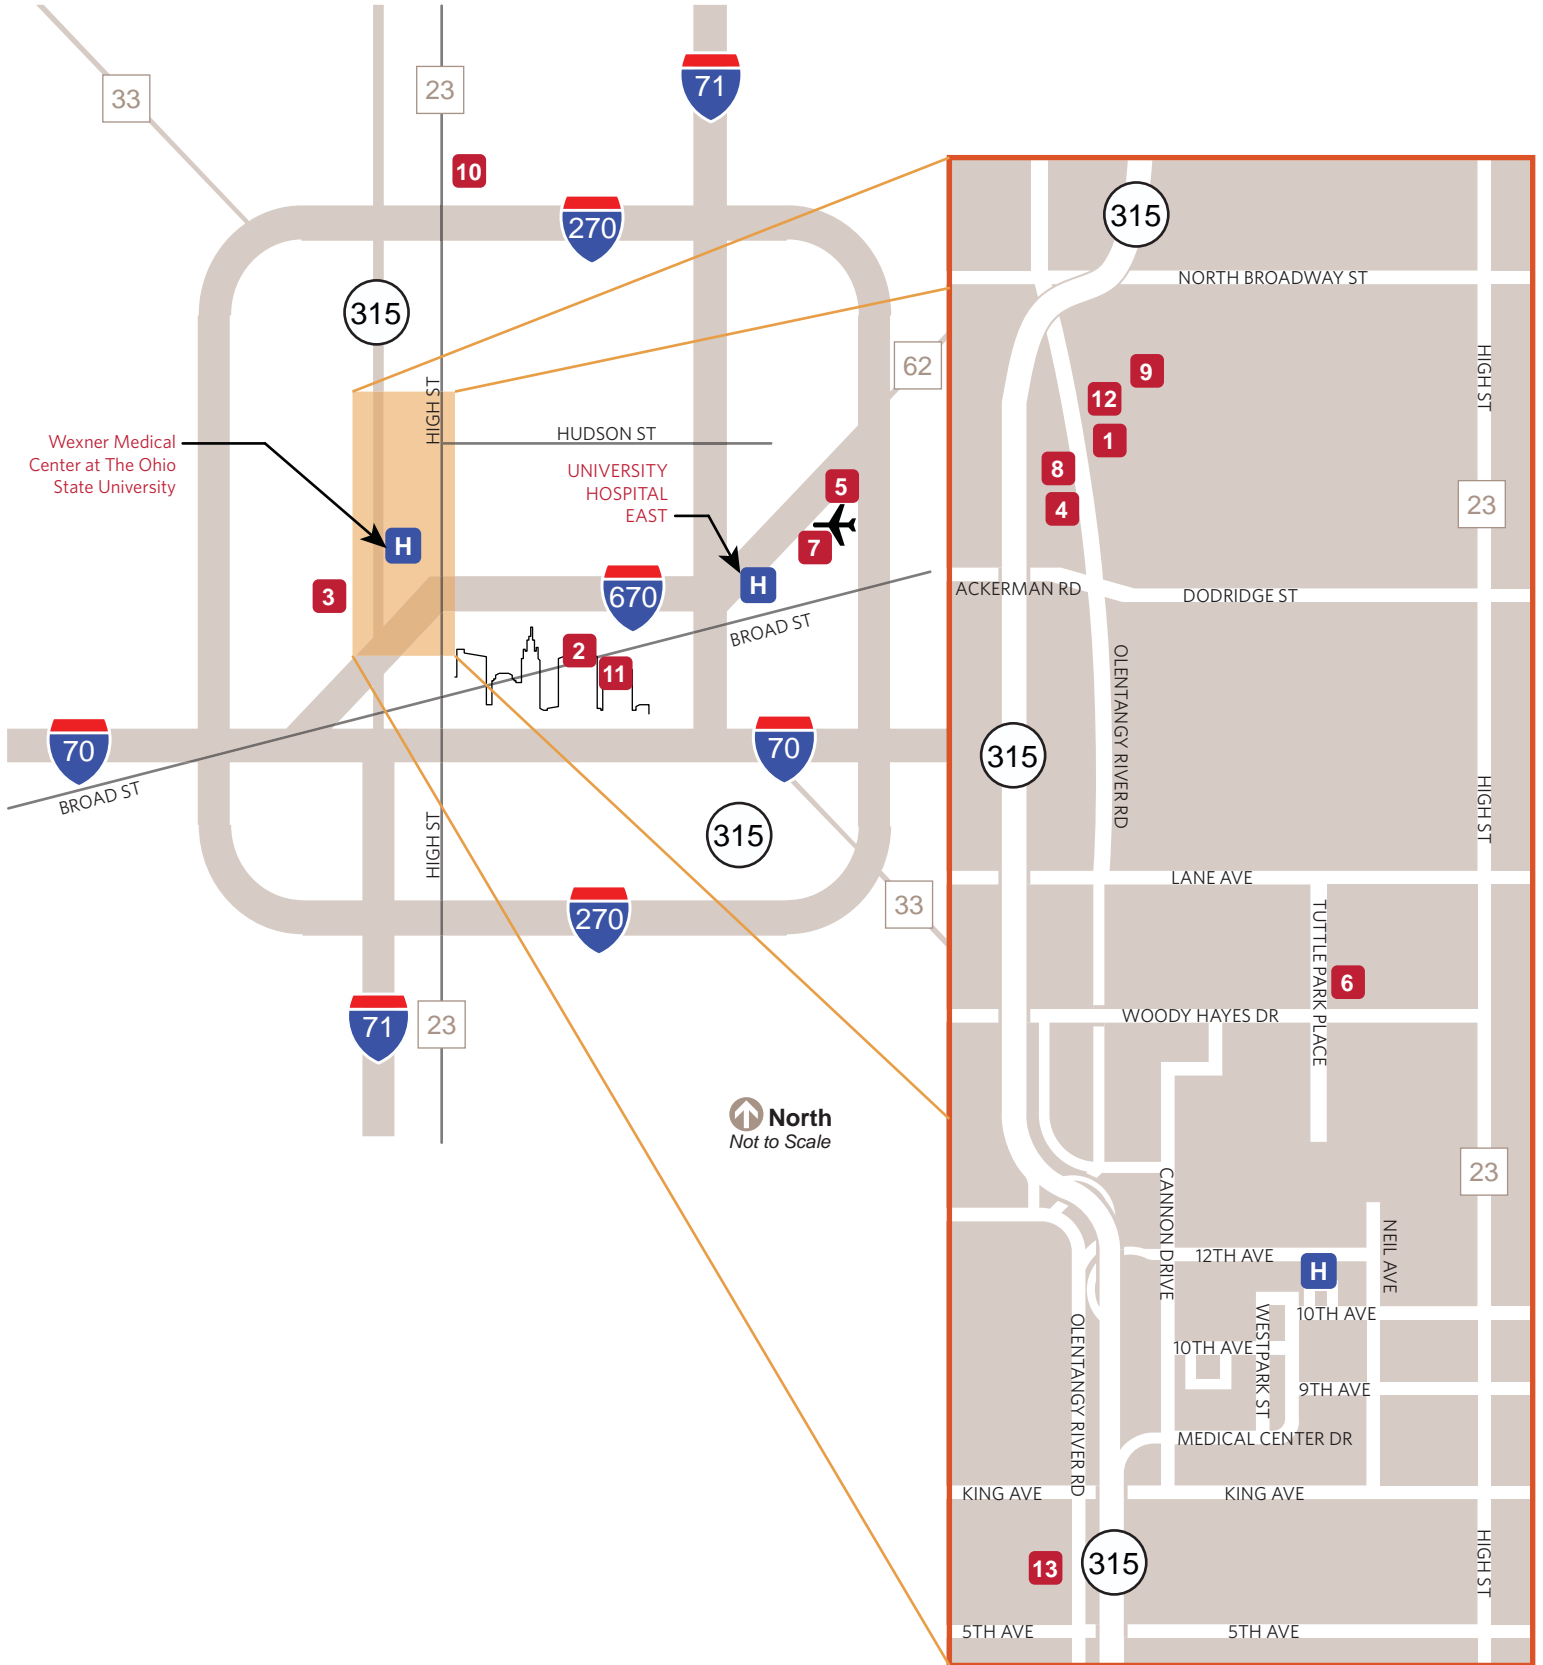 33
23
71
10
270
315
62
HIGH ST
HUDSON ST
Wexner Medical
Center at The Ohio
State University
UNIVERSITY
HOSPITAL
EAST
5
7
H
H
3
670
BROAD ST
2
11
70
70
BROAD ST
HIGH ST
315
33
270
71
23
North
Not to Scale
315
NORTH BROADWAY ST
HIGH ST
9
12
1
8
4
23
ACKERMAN RD
DODRIDGE ST
OLENTANGY RIVER RD
315
HIGH ST
LANE AVE
TUTTLE PARK PLACE
6
WOODY HAYES DR
23
CANNON DRIVE
NEIL AVE
12TH AVE
H
10TH AVE
WESTPARK ST
10TH AVE
OLENTANGY RIVER RD
9TH AVE
MEDICAL CENTER DR
KING AVE
KING AVE
13
315
HIGH ST
5TH AVE
5TH AVE